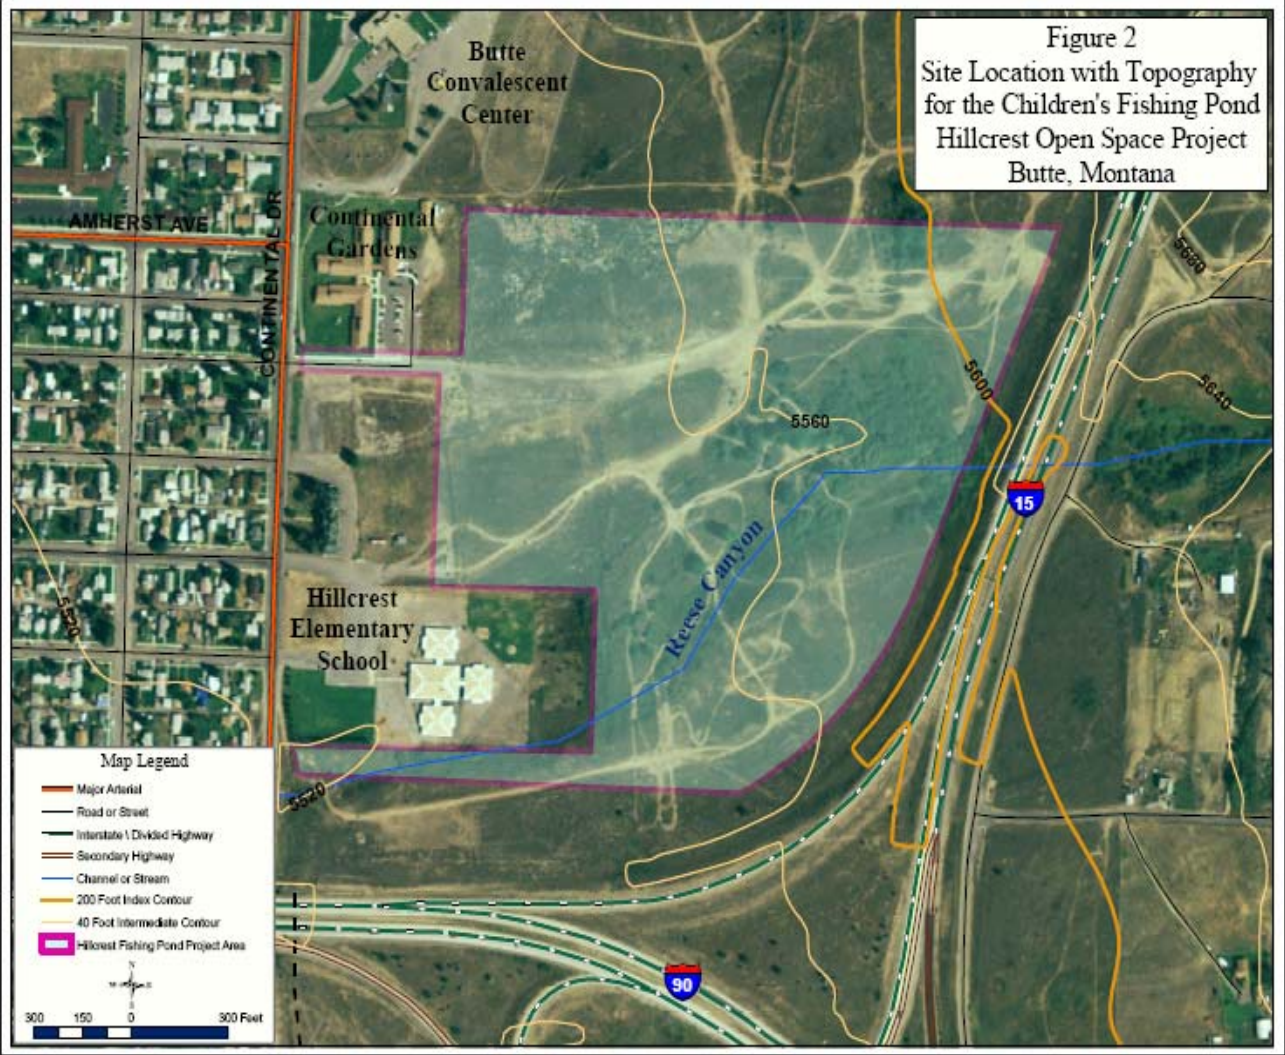 Figure 2
Site Location with Topography
for the Children's Fishing Pond
Hillcrest Open Space Project
Butte, Montana
Butte
Convalescent
Center
AMHERST AVE
CONTINENTAL DR
Continental
Gardens
5680
5600
5640
5560
15
Reese Canyon
5520
Hillcrest
Elementary
School
5520
90
Map Legend
Major Arterial
Road or Street
Interstate \ Divided Highway
Secondary Highway
Channel or Stream
200 Foot Index Contour
40 Foot Intermediate Contour
Hillcrest Fishing Pond Project Area
N
W E
S
300 150 0 300 Feet